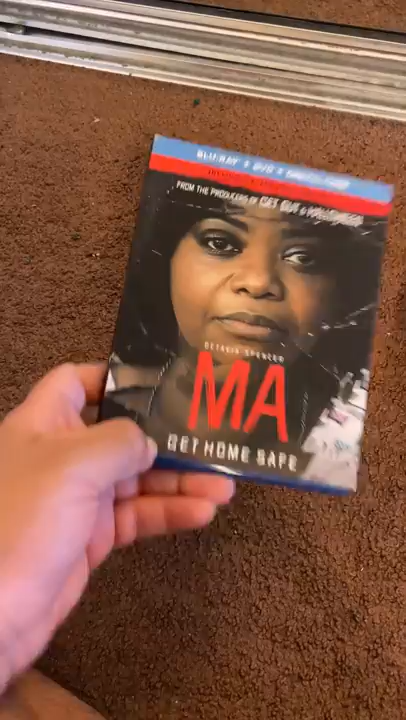 BLU-RAY + DVD + DIGITAL
FROM THE PRODUCERS OF GET OUT & HALLOWEEN
OCTAVIA SPENCER
MA
GET HOME SAFE